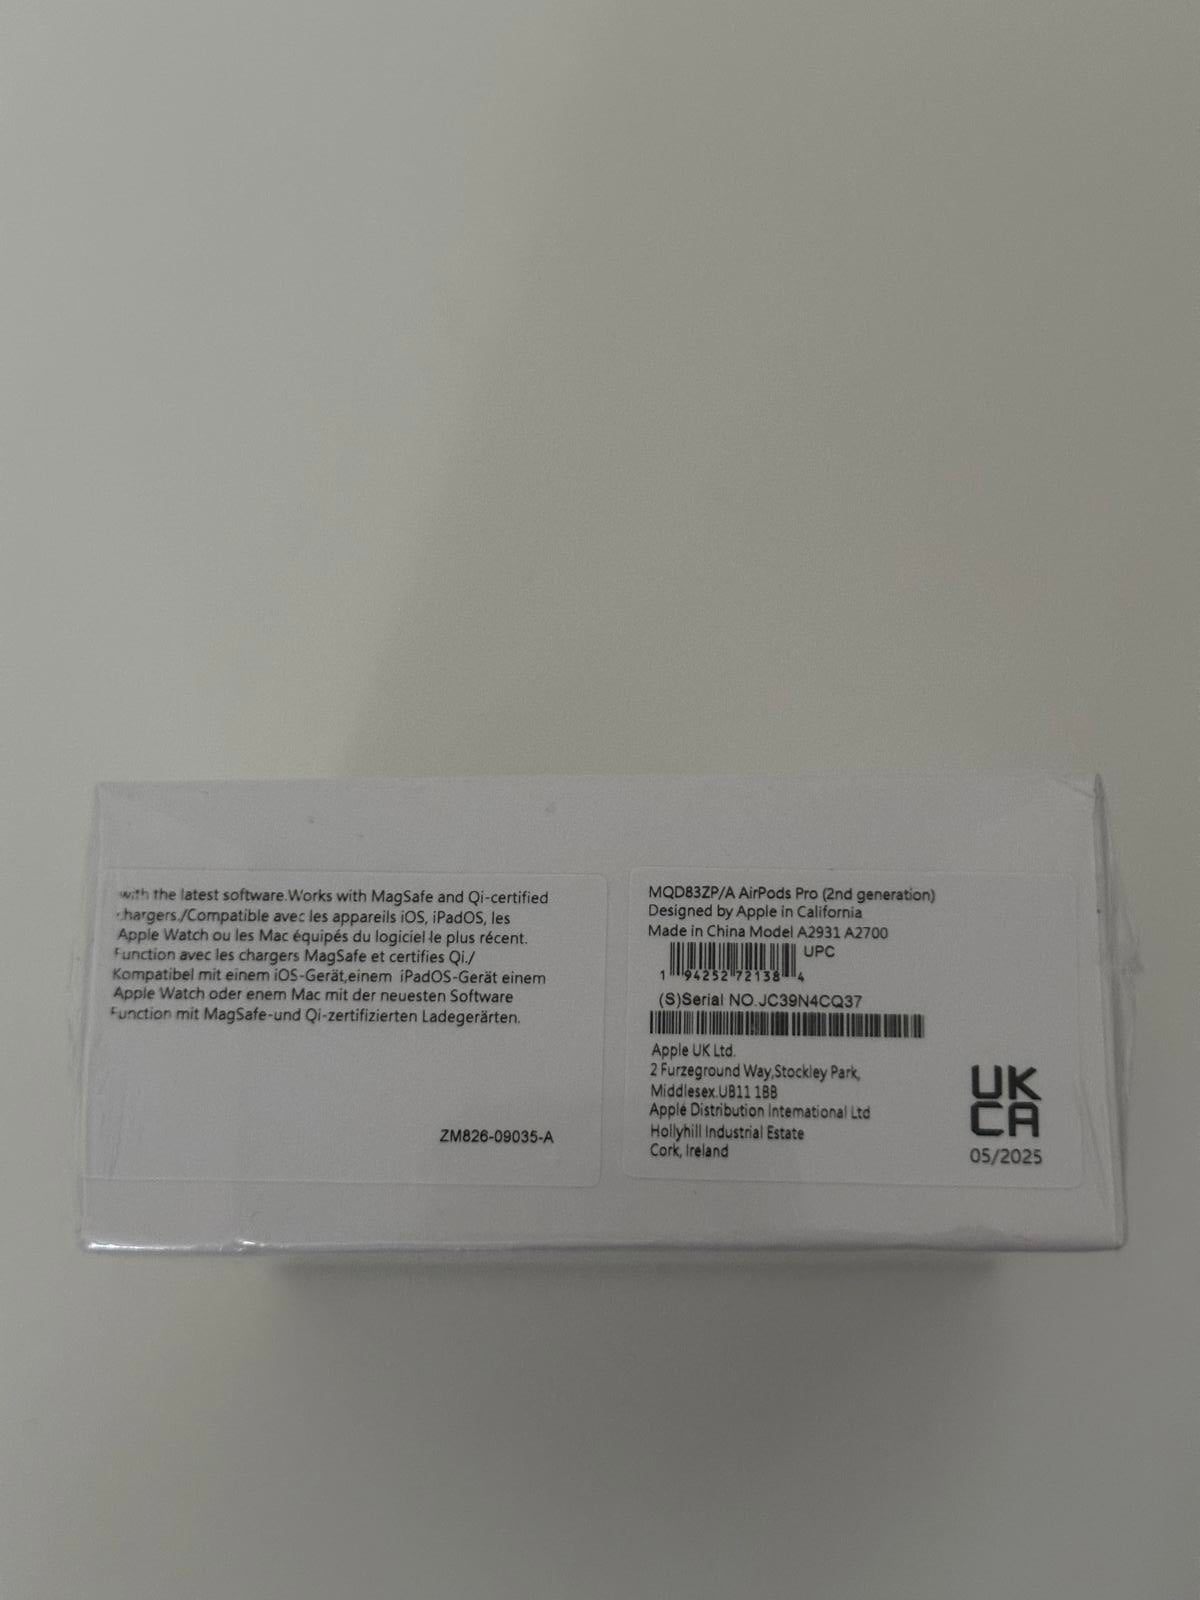 with the latest software.Works with MagSafe and Qi-certified
chargers./Compatible avec les appareils iOS, iPadOS, les
Apple Watch ou les Mac équipés du logiciel le plus récent.
Function avec les chargers MagSafe et certifies Qi./
Kompatibel mit einem iOS-Gerät,einem iPadOS-Gerät einem
Apple Watch oder enem Mac mit der neuesten Software
Function mit MagSafe-und Qi-zertifizierten Ladegerärten.
ZM826-09035-A
MQD83ZP/A AirPods Pro (2nd generation)
Designed by Apple in California
Made in China Model A2931 A2700
UPC
1 94252 72138 4
(S)Serial NO.JC39N4CQ37
Apple UK Ltd.
2 Furzeground Way,Stockley Park,
Middlesex.UB11 1BB
Apple Distribution International Ltd
Hollyhill Industrial Estate
Cork, Ireland
UK
CA
05/2025